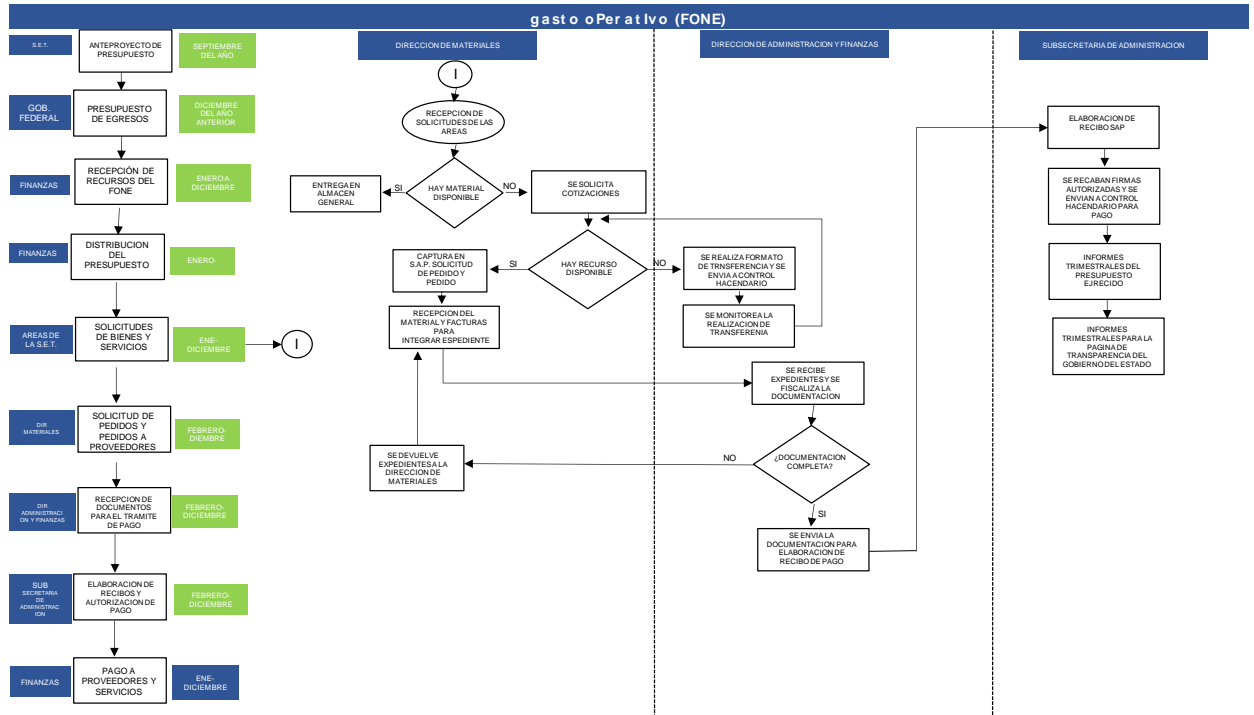 gasto oPeratIvo (FONE)
S.E.T.
ANTEPROYECTO DE
PRESUPUESTO
SEPTIEMBRE
DEL AÑO
GOB.
FEDERAL
PRESUPUESTO
DE EGRESOS
DICIEMBRE
DEL AÑO
ANTERIOR
FINANZAS
RECEPCIÓN DE
RECURSOS DEL
FONE
ENERO A
DICIEMBRE
FINANZAS
DISTRIBUCION
DEL
PRESUPUESTO
ENERO-
AREAS DE
LA S.E.T.
SOLICITUDES
DE BIENES Y
SERVICIOS
ENE-
DICIEMBRE
I
DIR
MATERIALES
SOLICITUD DE
PEDIDOS Y
PEDIDOS A
PROVEEDORES
FEBRERO-
DIEMBRE
DIR
ADMINISTRACI
ON Y FINANZAS
RECEPCION DE
DOCUMENTOS
PARA EL TRAMITE
DE PAGO
FEBRERO-
DICIEMBRE
SUB
SECRETARIA
DE
ADMINISTRAC
ION
ELABORACION DE
RECIBOS Y
AUTORIZACION DE
PAGO
FEBRERO-
DICIEMBRE
FINANZAS
PAGO A
PROVEEDORES Y
SERVICIOS
ENE-
DICIEMBRE
DIRECCION DE MATERIALES
I
RECEPCION DE
SOLICITUDES DE LAS
AREAS
HAY MATERIAL
DISPONIBLE
SI
NO
ENTREGA EN
ALMACEN
GENERAL
SE SOLICITA
COTIZACIONES
HAY RECURSO
DISPONIBLE
SI
NO
CAPTURA EN
S.A.P. SOLICITUD
DE PEDIDO Y
PEDIDO
RECEPCION DEL
MATERIAL Y FACTURAS
PARA
INTEGRAR ESPEDIENTE
SE DEVUELVE
EXPEDIENTES A LA
DIRECCION DE
MATERIALES
DIRECCION DE ADMINISTRACION Y FINANZAS
SE REALIZA FORMATO
DE TRNSFERENCIA Y SE
ENVIA A CONTROL
HACENDARIO
SE MONITOREA LA
REALIZACION DE
TRANSFERENIA
SE RECIBE
EXPEDIENTES Y SE
FISCALIZA LA
DOCUMENTACION
¿DOCUMENTACION
COMPLETA?
NO
SI
SE ENVIA LA
DOCUMENTACION PARA
ELABORACION DE
RECIBO DE PAGO
SUBSECRETARIA DE ADMINISTRACION
ELABORACION DE
RECIBO SAP
SE RECABAN FIRMAS
AUTORIZADAS Y SE
ENVIAN A CONTROL
HACENDARIO PARA
PAGO
INFORMES
TRIMESTRALES DEL
PRESUPUESTO
EJRECIDO
INFORMES
TRIMESTRALES PARA LA
PAGINA DE
TRANSPARENCIA DEL
GOBIERNO DEL ESTADO